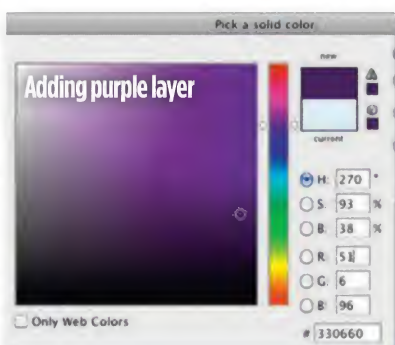 Pick a solid color
Adding purple layer
new
current
H: 270 °
S: 93 %
B: 38 %
R: 51
G: 6
B: 96
Only Web Colors
# 330660